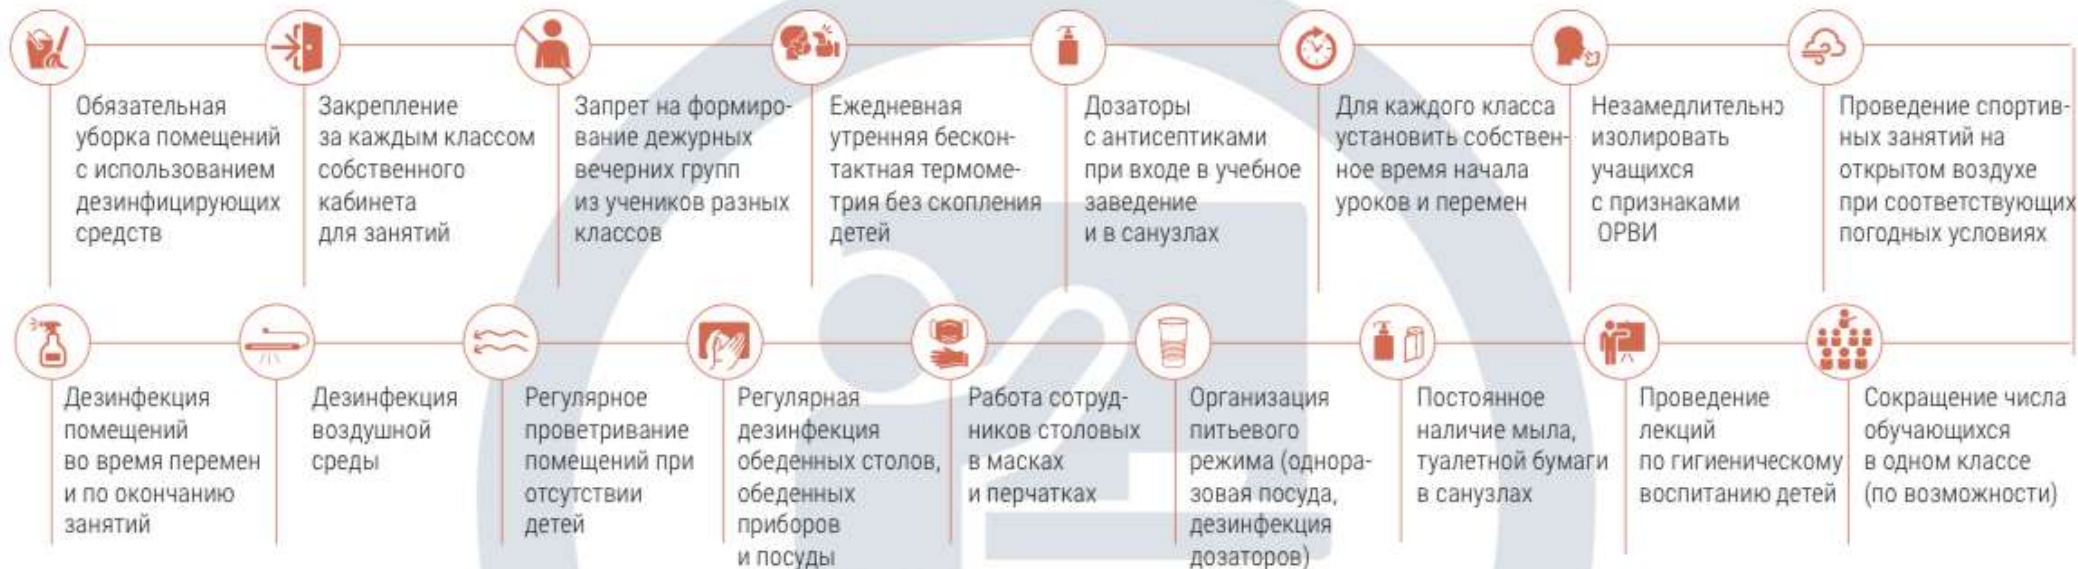 Обязательная
уборка помещений
с использованием
дезинфицирующих
средств
Закрепление
за каждым классом
собственного
кабинета
для занятий
Запрет на формиро-
вание дежурных
вечерних групп
из учеников разных
классов
Ежедневная
утренняя бескон-
тактная термоме-
трия без скопления
детей
Дозаторы
с антисептиками
при входе в учебное
заведение
и в санузлах
Для каждого класса
установить собствен-
ное время начала
уроков и перемен
Незамедлительно
изолировать
учащихся
с признаками
ОРВИ
Проведение спортив-
ных занятий на
открытом воздухе
при соответствующих
погодных условиях
Дезинфекция
помещений
во время перемен
и по окончанию
занятий
Дезинфекция
воздушной
среды
Регулярное
проветривание
помещений при
отсутствии
детей
Регулярная
дезинфекция
обеденных столов,
обеденных
приборов
и посуды
Работа сотруд-
ников столовых
в масках
и перчатках
Организация
питьевого
режима (однора-
зовая посуда,
дезинфекция
дозаторов)
Постоянное
наличие мыла,
туалетной бумаги
в санузлах
Проведение
лекций
по гигиеническому
воспитанию детей
Сокращение числа
обучающихся
в одном классе
(по возможности)